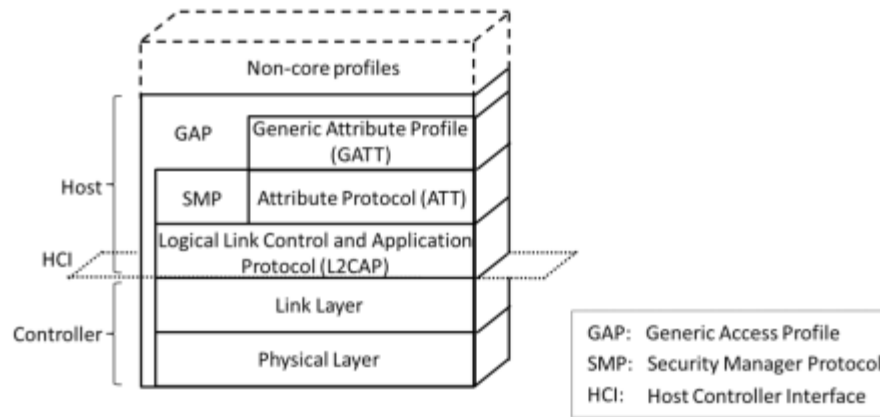 Non-core profiles
GAP
Generic Attribute Profile
(GATT)
Host
SMP
Attribute Protocol (ATT)
Logical Link Control and Application
Protocol (L2CAP)
HCI
Link Layer
Controller
Physical Layer
GAP: Generic Access Profile
SMP: Security Manager Protocol
HCI: Host Controller Interface